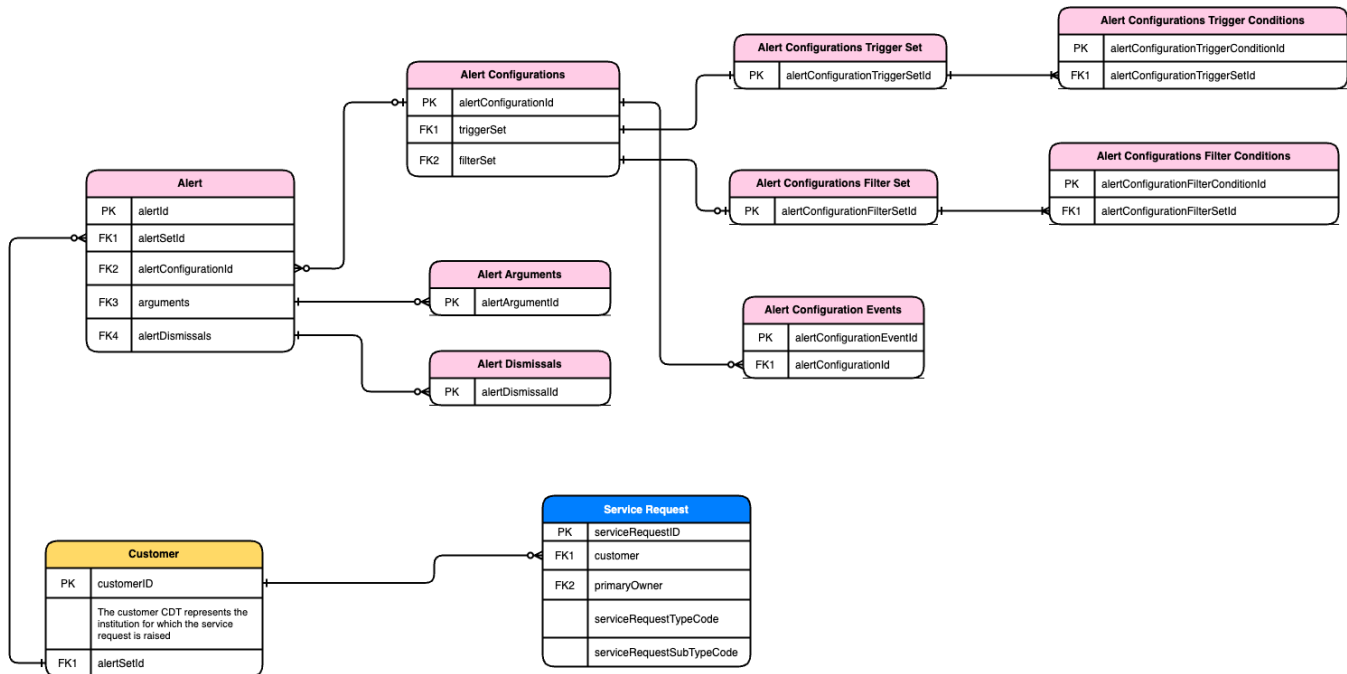 Alert Configurations Trigger Conditions
PK alertConfigurationTriggerConditionId
FK1 alertConfigurationTriggerSetId
Alert Configurations Trigger Set
PK alertConfigurationTriggerSetId
Alert Configurations
PK alertConfigurationId
FK1 triggerSet
FK2 filterSet
Alert Configurations Filter Conditions
PK alertConfigurationFilterConditionId
FK1 alertConfigurationFilterSetId
Alert Configurations Filter Set
PK alertConfigurationFilterSetId
Alert
PK alertId
FK1 alertSetId
FK2 alertConfigurationId
FK3 arguments
FK4 alertDismissals
Alert Arguments
PK alertArgumentId
Alert Configuration Events
PK alertConfigurationEventId
FK1 alertConfigurationId
Alert Dismissals
PK alertDismissalId
Service Request
PK serviceRequestID
FK1 customer
FK2 primaryOwner
serviceRequestTypeCode
serviceRequestSubTypeCode
Customer
PK customerID
The customer CDT represents the
institution for which the service
request is raised
FK1 alertSetId